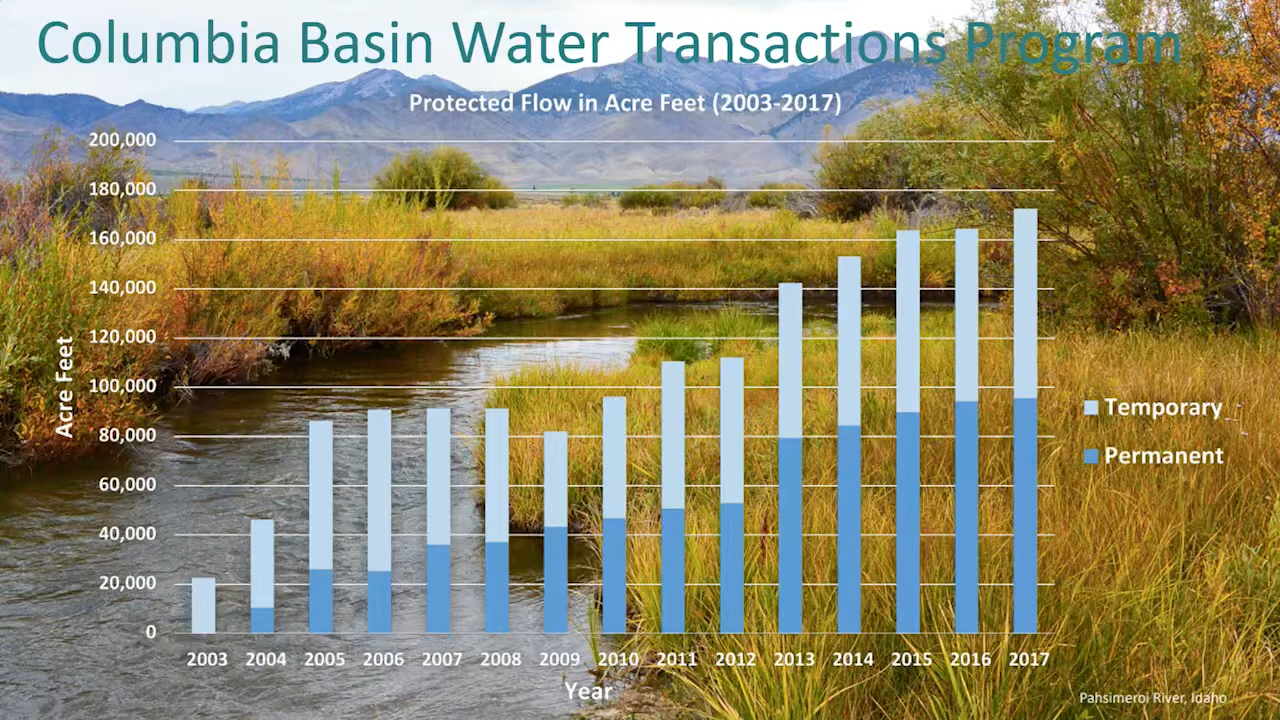 Columbia Basin Water Transactions Program
Protected Flow in Acre Feet (2003-2017)
200,000
180,000
160,000
140,000
120,000
100,000
80,000
60,000
40,000
20,000
0
Acre Feet
2003 2004 2005 2006 2007 2008 2009 2010 2011 2012 2013 2014 2015 2016 2017
Year
Temporary
Permanent
Pahsimeroi River, Idaho